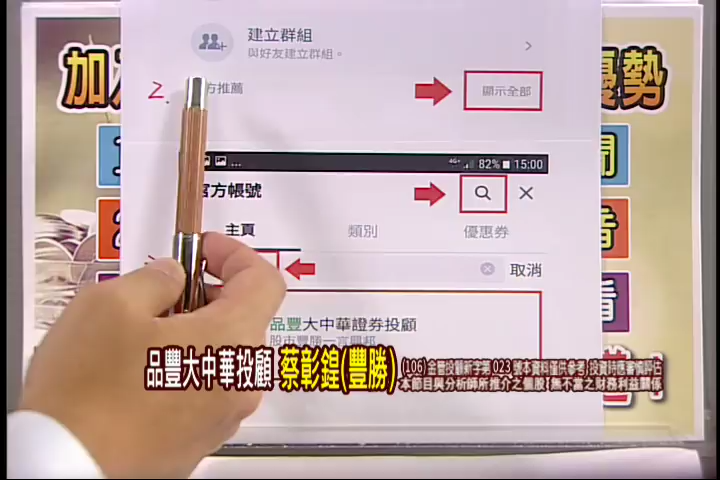 建立群組
與好友建立群組。
加
優勢
2.
方推薦
顯示全部
4G+ 82% 15:00
官方帳號
主頁 類別 優惠券
取消
品豐大中華證券投顧
品豐大中華投顧 蔡彰鍠(豐勝)
(106)金管投顧新字第 023 號本資料僅供參考,投資時應審慎評估
本節目與分析師所推介之個股,無不當之財務利益關係